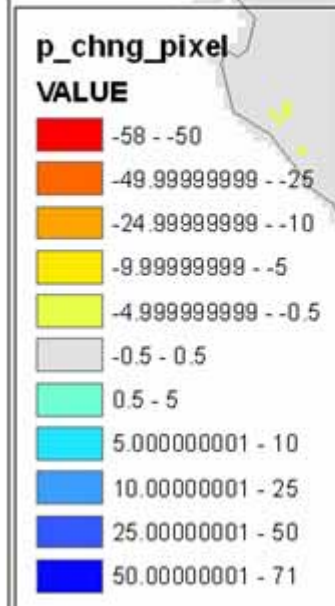 p_chng_pixel
VALUE
-58 - -50
-49.99999999 - -25
-24.99999999 - -10
-9.99999999 - -5
-4.999999999 - -0.5
-0.5 - 0.5
0.5 - 5
5.000000001 - 10
10.00000001 - 25
25.00000001 - 50
50.00000001 - 71